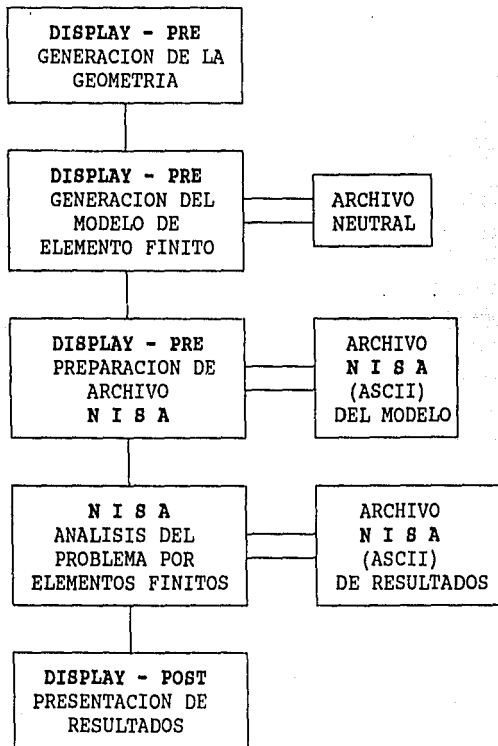 DISPLAY - PRE
GENERACION DE LA
GEOMETRIA
DISPLAY - PRE
GENERACION DEL
MODELO DE
ELEMENTO FINITO
ARCHIVO
NEUTRAL
DISPLAY - PRE
PREPARACION DE
ARCHIVO
N I S A
ARCHIVO
N I S A
(ASCII)
DEL MODELO
N I S A
ANALISIS DEL
PROBLEMA POR
ELEMENTOS FINITOS
ARCHIVO
N I S A
(ASCII)
DE RESULTADOS
DISPLAY - POST
PRESENTACION DE
RESULTADOS